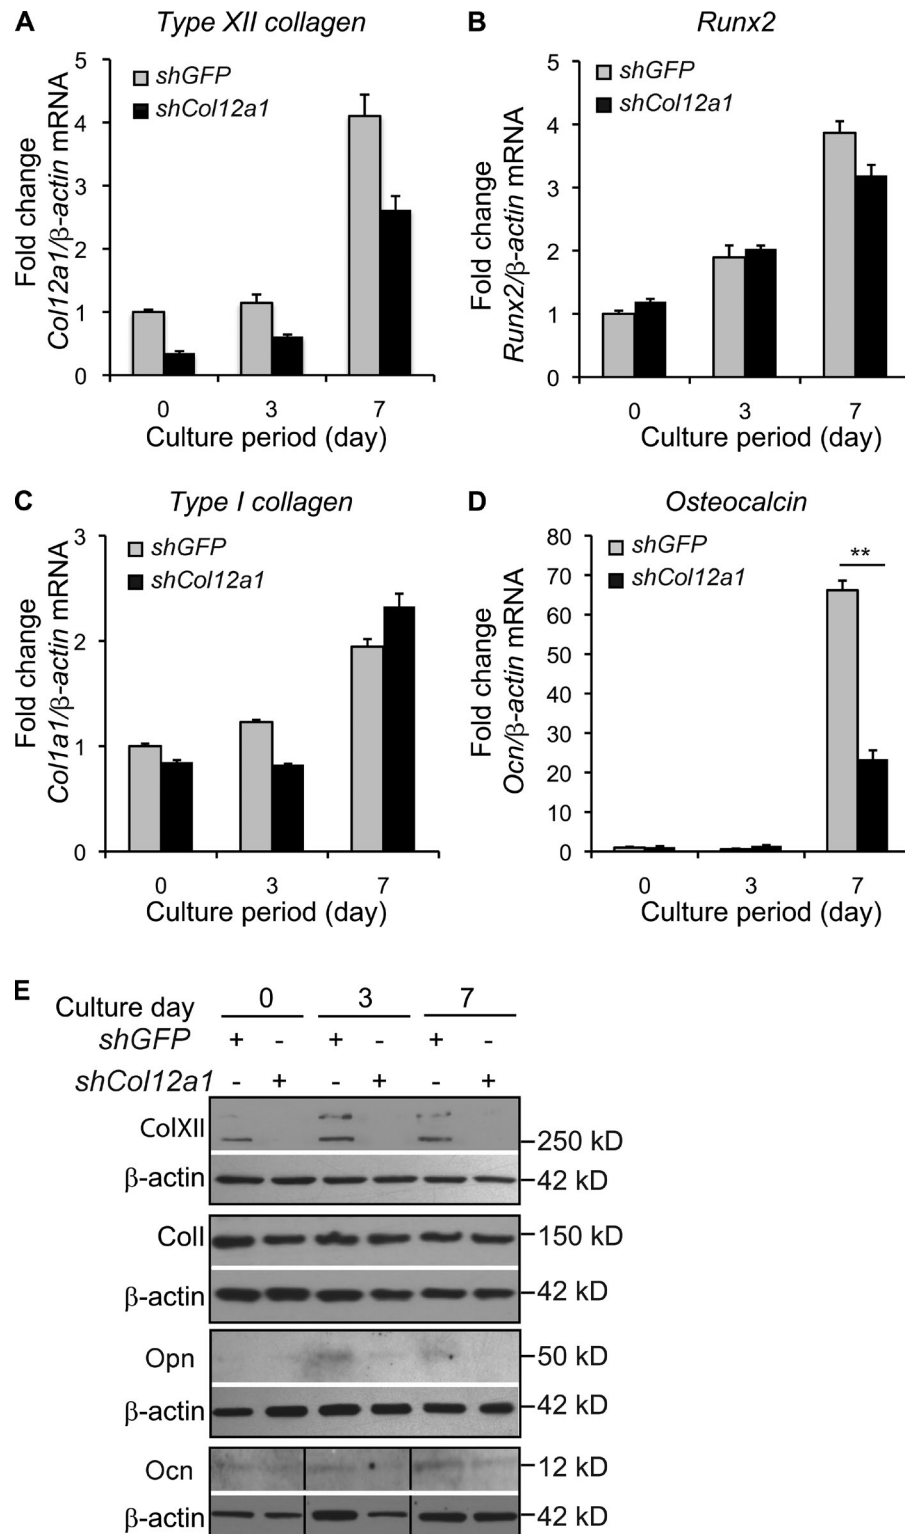 A
Type XII collagen
Fold change
Col12a1/β-actin mRNA
5
4
3
2
1
0
shGFP
shCol12a1
0 3 7
Culture period (day)
B
Runx2
Fold change
Runx2/β-actin mRNA
5
4
3
2
1
0
shGFP
shCol12a1
0 3 7
Culture period (day)
C
Type I collagen
Fold change
Col1a1/β-actin mRNA
3
2
1
0
shGFP
shCol12a1
0 3 7
Culture period (day)
D
Osteocalcin
Fold change
Ocn/β-actin mRNA
80
70
60
50
40
30
20
10
0
shGFP
shCol12a1
**
0 3 7
Culture period (day)
E
Culture day 0 3 7
shGFP + - + - + -
shCol12a1 - + - + - +
ColXII 250 kD
β-actin 42 kD
ColI 150 kD
β-actin 42 kD
Opn 50 kD
β-actin 42 kD
Ocn 12 kD
β-actin 42 kD